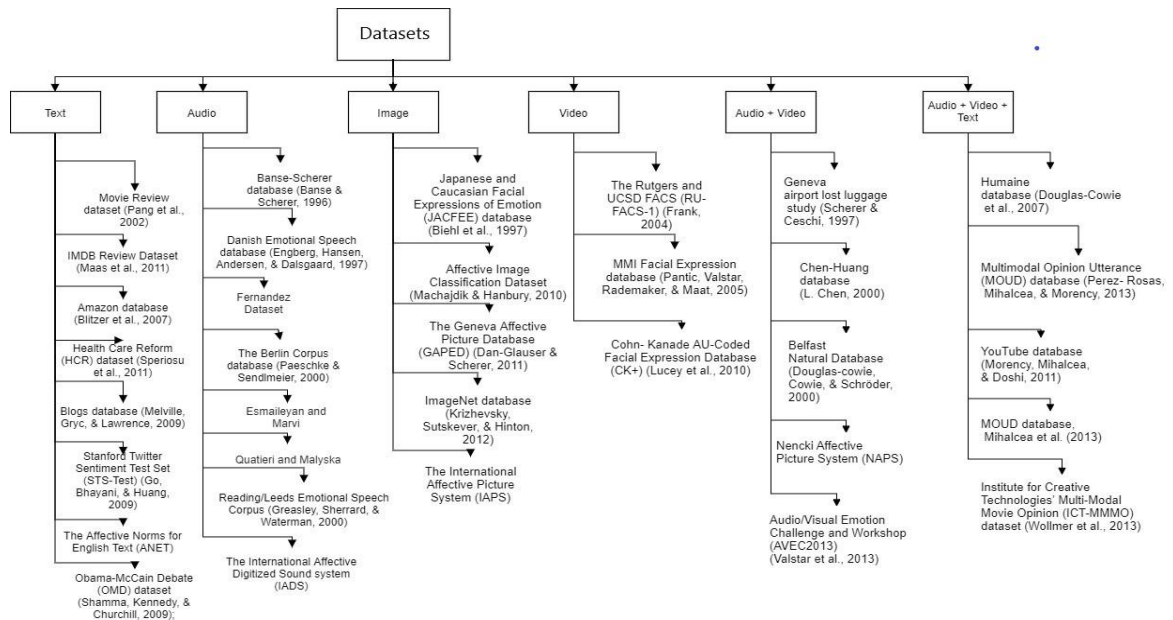 Datasets
Text
Audio
Image
Video
Audio + Video
Audio + Video +
Text
Movie Review
dataset (Pang et al.,
2002)
IMDB Review Dataset
(Maas et al., 2011)
Amazon database
(Blitzer et al., 2007)
Health Care Reform
(HCR) dataset (Speriosu
et al., 2011)
Blogs database (Melville,
Gryc, & Lawrence, 2009)
Stanford Twitter
Sentiment Test Set
(STS-Test) (Go,
Bhayani, & Huang,
2009)
The Affective Norms for
English Text (ANET)
Obama-McCain Debate
(OMD) dataset
(Shamma, Kennedy, &
Churchill, 2009);
Banse-Scherer
database (Banse &
Scherer, 1996)
Danish Emotional Speech
database (Engberg, Hansen,
Andersen, & Dalsgaard, 1997)
Fernandez
Dataset
The Berlin Corpus
database (Paeschke &
Sendlmeier, 2000)
Esmaileyan and
Marvi
Quatieri and Malyska
Reading/Leeds Emotional Speech
Corpus (Greasley, Sherrard, &
Waterman, 2000)
The International Affective
Digitized Sound system
(IADS)
Japanese and
Caucasian Facial
Expressions of Emotion
(JACFEE) database
(Biehl et al., 1997)
Affective Image
Classification Dataset
(Machajdik & Hanbury, 2010)
The Geneva Affective
Picture Database
(GAPED) (Dan-Glauser &
Scherer, 2011)
ImageNet database
(Krizhevsky,
Sutskever, & Hinton,
2012)
The International
Affective Picture
System (IAPS)
The Rutgers and
UCSD FACS (RU-
FACS-1) (Frank,
2004)
MMI Facial Expression
database (Pantic, Valstar,
Rademaker, & Maat, 2005)
Cohn- Kanade AU-Coded
Facial Expression Database
(CK+) (Lucey et al., 2010)
Geneva
airport lost luggage
study (Scherer &
Ceschi, 1997)
Chen-Huang
database
(L. Chen, 2000)
Belfast
Natural Database
(Douglas-cowie,
Cowie, & Schröder,
2000)
Nencki Affective
Picture System (NAPS)
Audio/Visual Emotion
Challenge and Workshop
(AVEC2013)
(Valstar et al., 2013)
Humaine
database (Douglas-Cowie
et al., 2007)
Multimodal Opinion Utterance
(MOUD) database (Perez- Rosas,
Mihalcea, & Morency, 2013)
YouTube database
(Morency, Mihalcea,
& Doshi, 2011)
MOUD database,
Mihalcea et al. (2013)
Institute for Creative
Technologies' Multi-Modal
Movie Opinion (ICT-MMMO)
dataset (Wollmer et al., 2013)